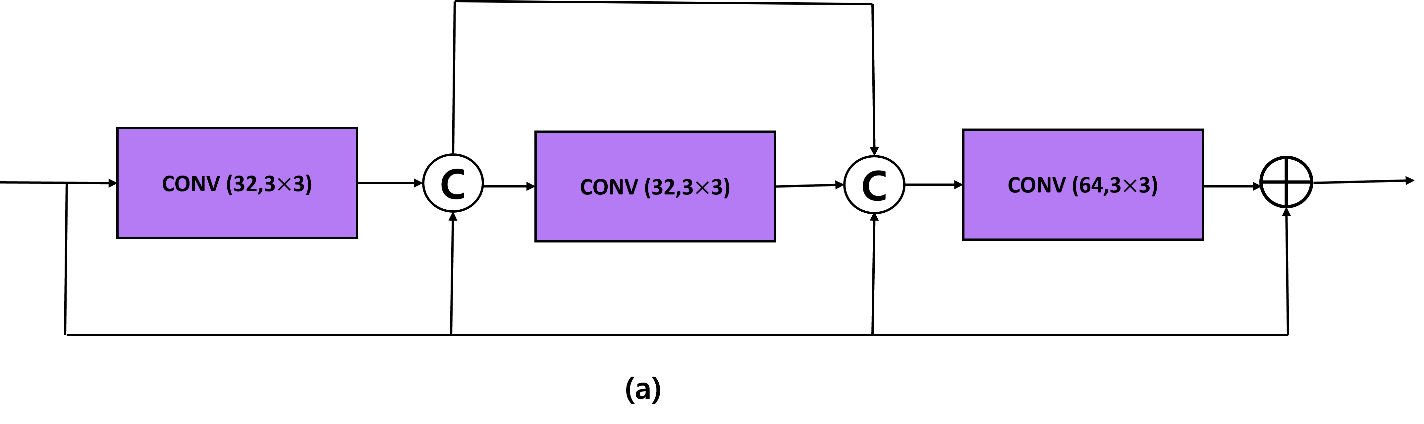 CONV (32,3×3)
C
CONV (32,3×3)
C
CONV (64,3×3)
(a)